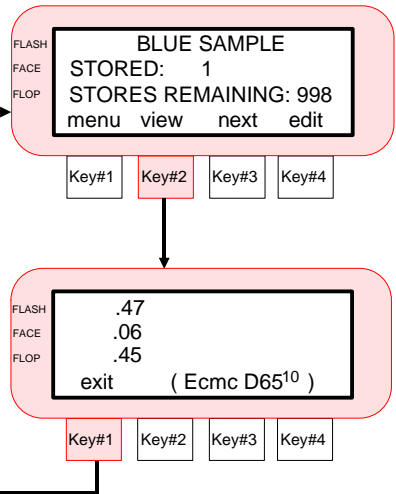 FLASH BLUE SAMPLE
FACE STORED: 1
FLOP STORES REMAINING: 998
menu view next edit
Key#1 Key#2 Key#3 Key#4
FLASH .47
FACE .06
FLOP .45
exit ( Ecmc D65¹⁰ )
Key#1 Key#2 Key#3 Key#4